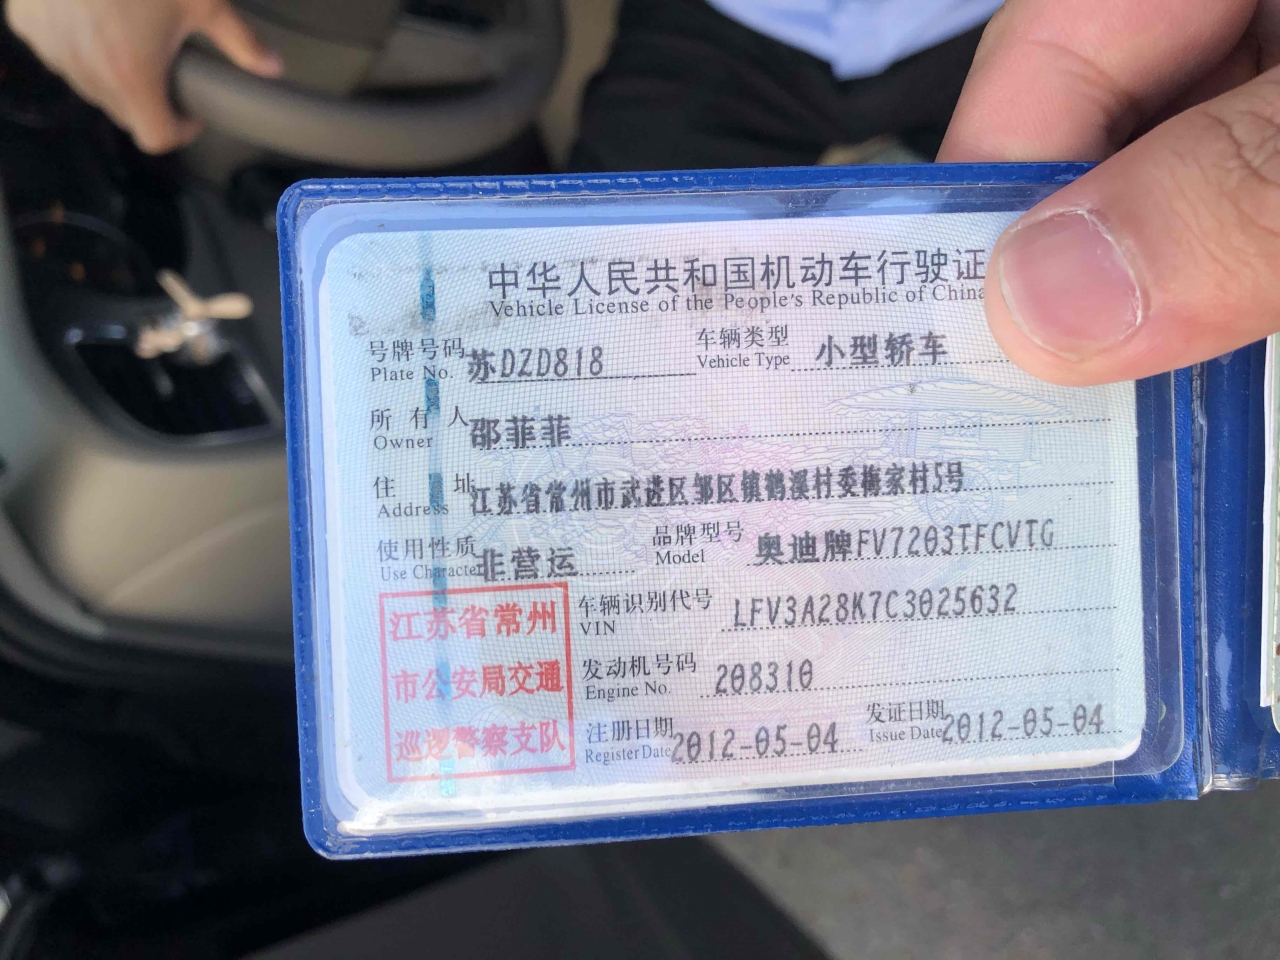 中华人民共和国机动车行驶证
Vehicle License of the People's Republic of China
号牌号码 苏DZD818 车辆类型 小型轿车
Plate No. Vehicle Type
所有人 邵菲菲
Owner
住址 江苏省常州市武进区邹区镇鹤溪村委梅家村5号
Address
使用性质 非营运 品牌型号 奥迪牌FV7203TFCVTG
Use Character Model
江苏省常州
市公安局交通
巡逻警察支队
车辆识别代号 LFV3A28K7C3025632
VIN
发动机号码 208310
Engine No.
注册日期 2012-05-04 发证日期 2012-05-04
Register Date Issue Date